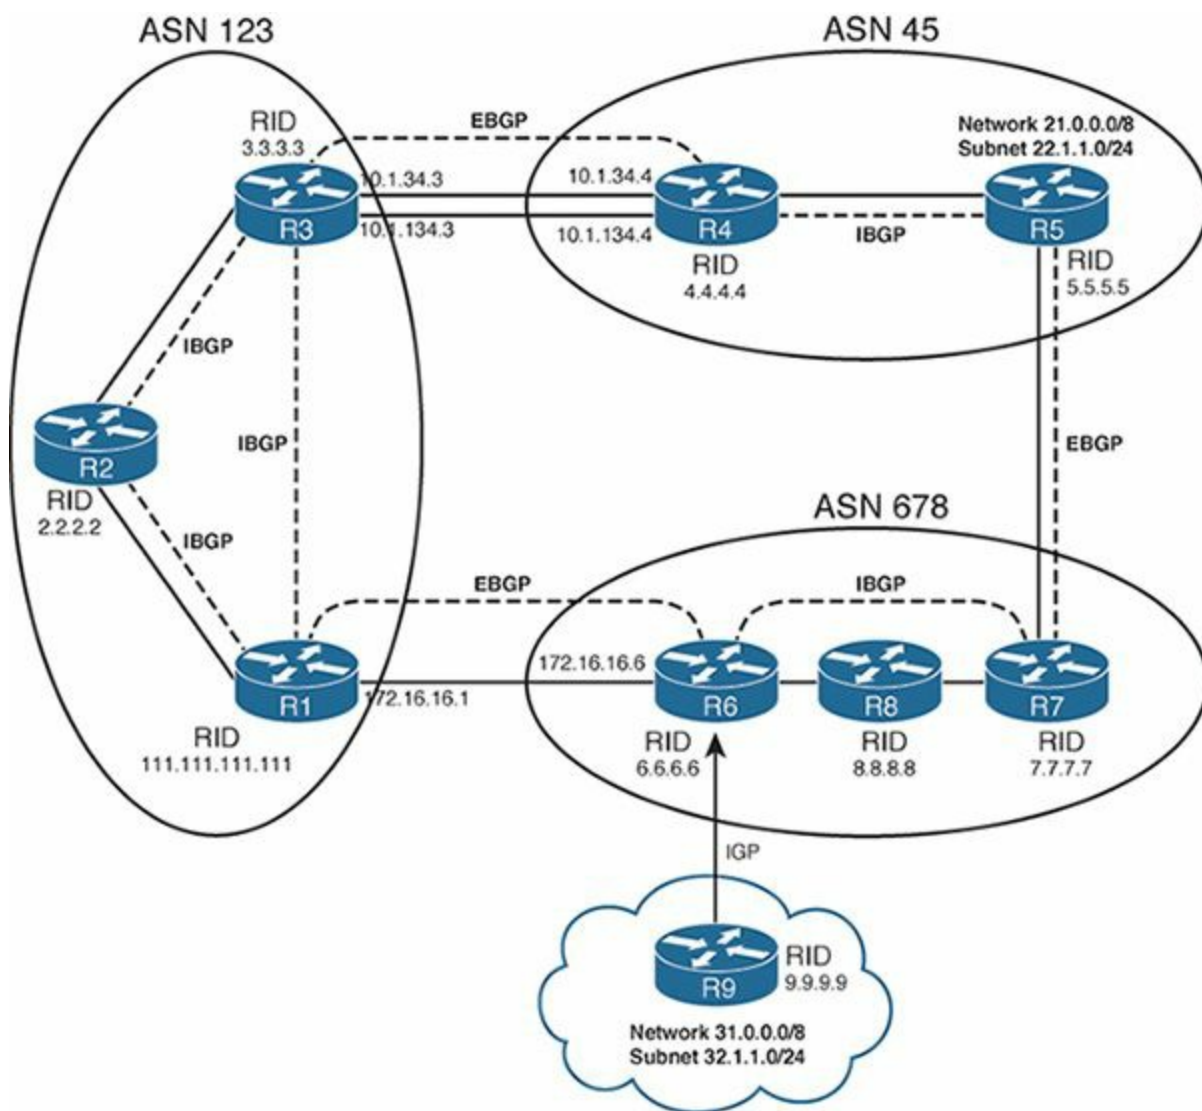 ASN 123
ASN 45
RID
3.3.3.3
EBGP
Network 21.0.0.0/8
Subnet 22.1.1.0/24
10.1.34.3
10.1.34.4
R3
R4
R5
10.1.134.3
10.1.134.4
IBGP
RID
4.4.4.4
RID
5.5.5.5
IBGP
IBGP
EBGP
R2
RID
2.2.2.2
ASN 678
IBGP
EBGP
IBGP
172.16.16.6
R1
172.16.16.1
R6
R8
R7
RID
111.111.111.111
RID
6.6.6.6
RID
8.8.8.8
RID
7.7.7.7
IGP
R9
RID
9.9.9.9
Network 31.0.0.0/8
Subnet 32.1.1.0/24